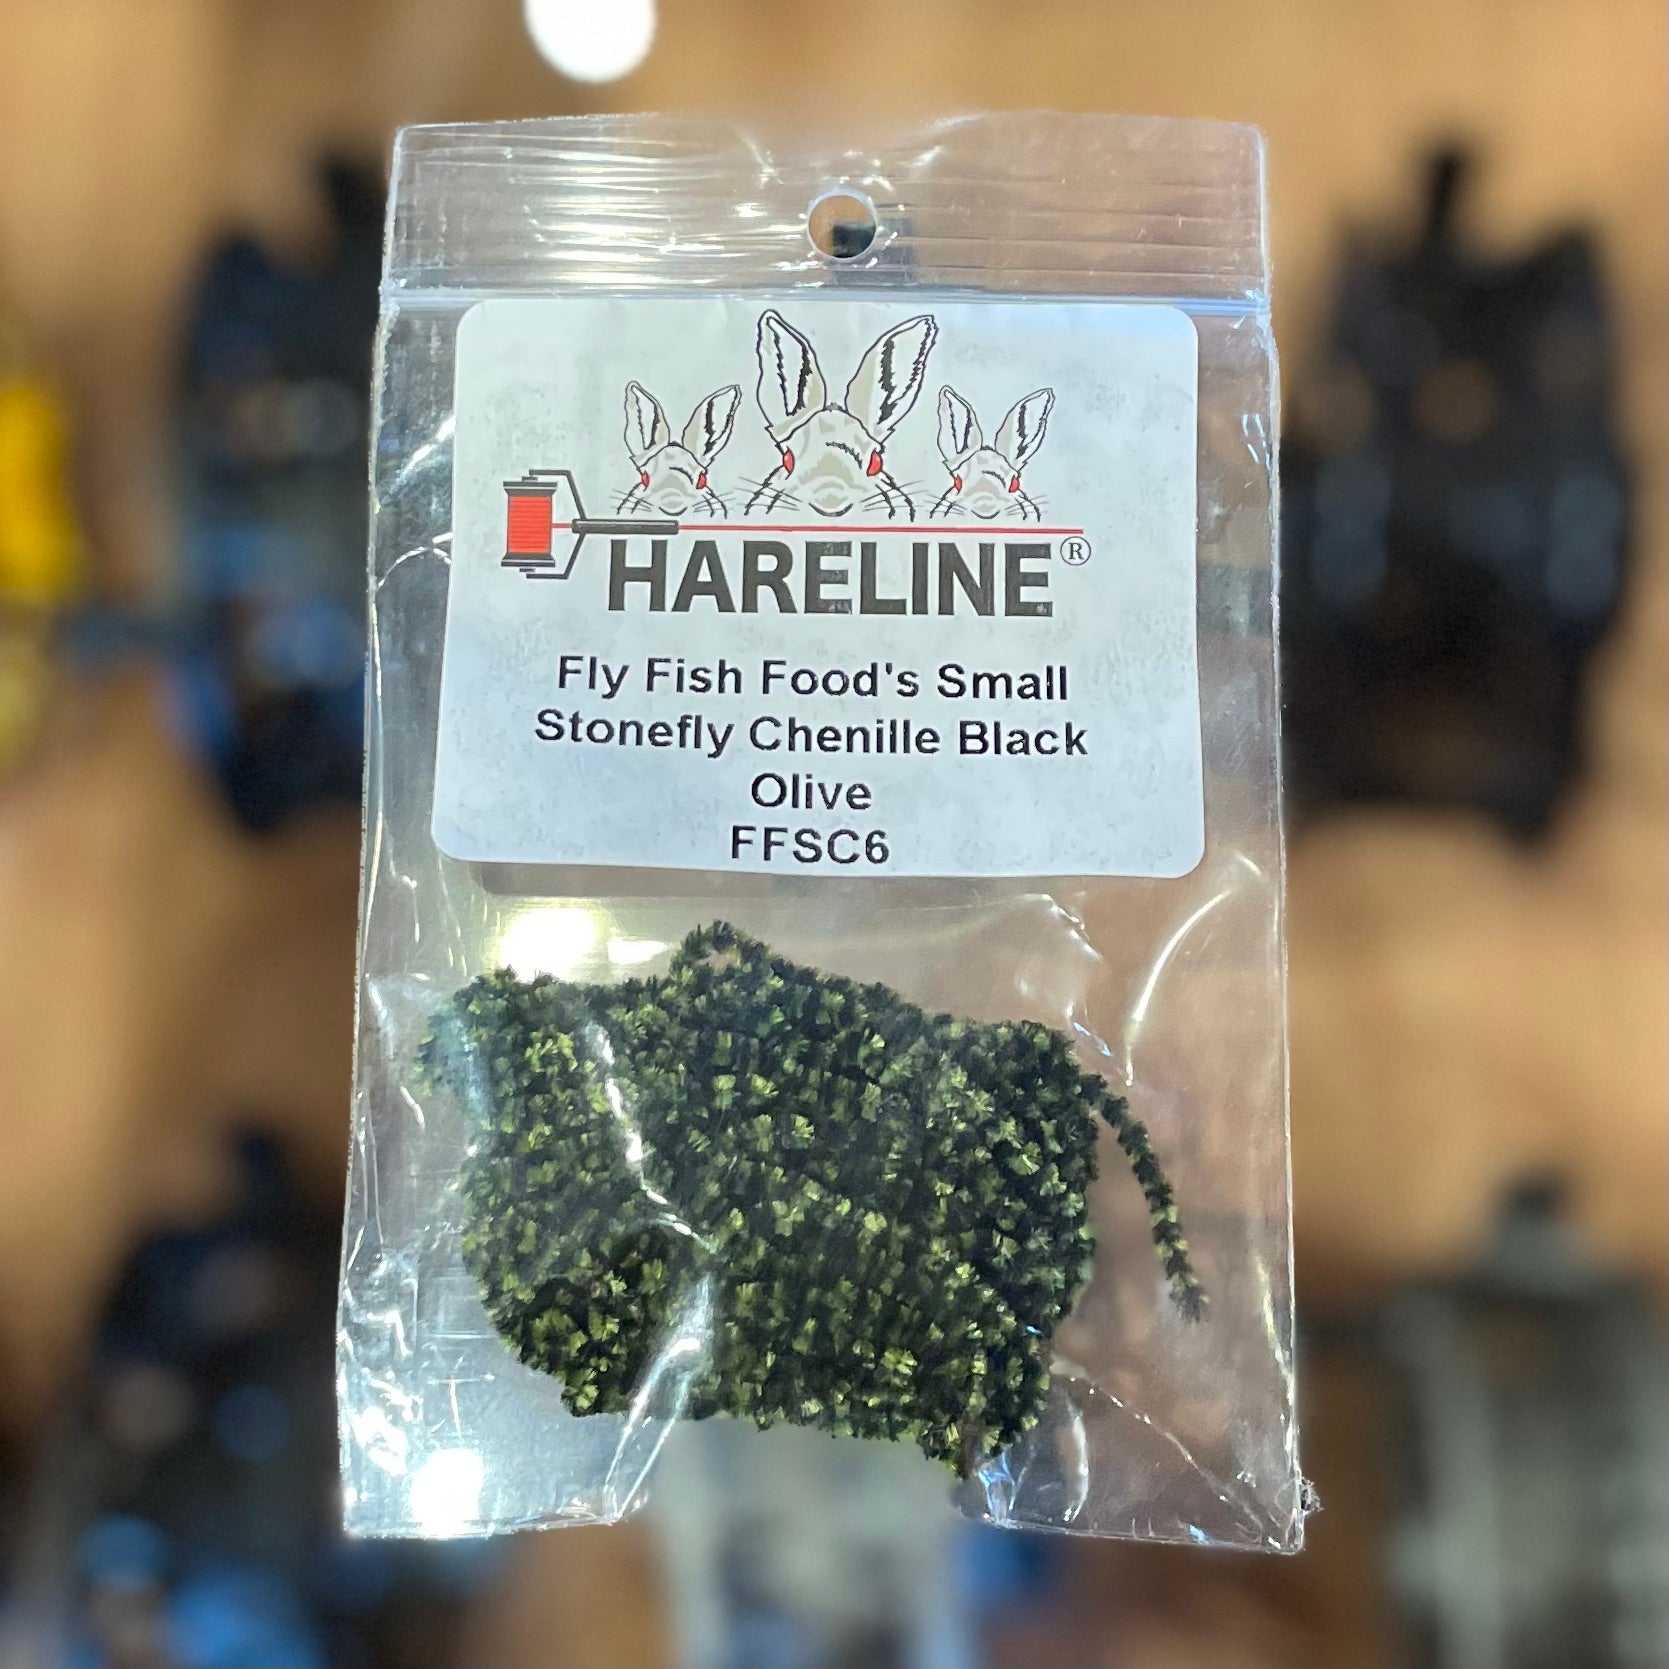 HARELINE®
Fly Fish Food's Small
Stonefly Chenille Black
Olive
FFSC6